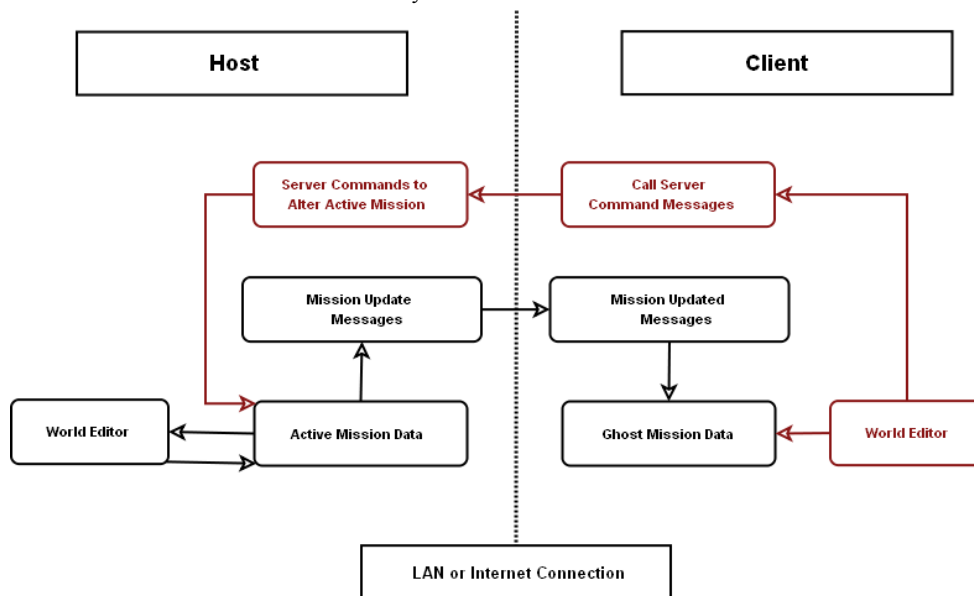 Host
Client
Server Commands to
Alter Active Mission
Call Server
Command Messages
Mission Update
Messages
Mission Updated
Messages
World Editor
Active Mission Data
Ghost Mission Data
World Editor
LAN or Internet Connection